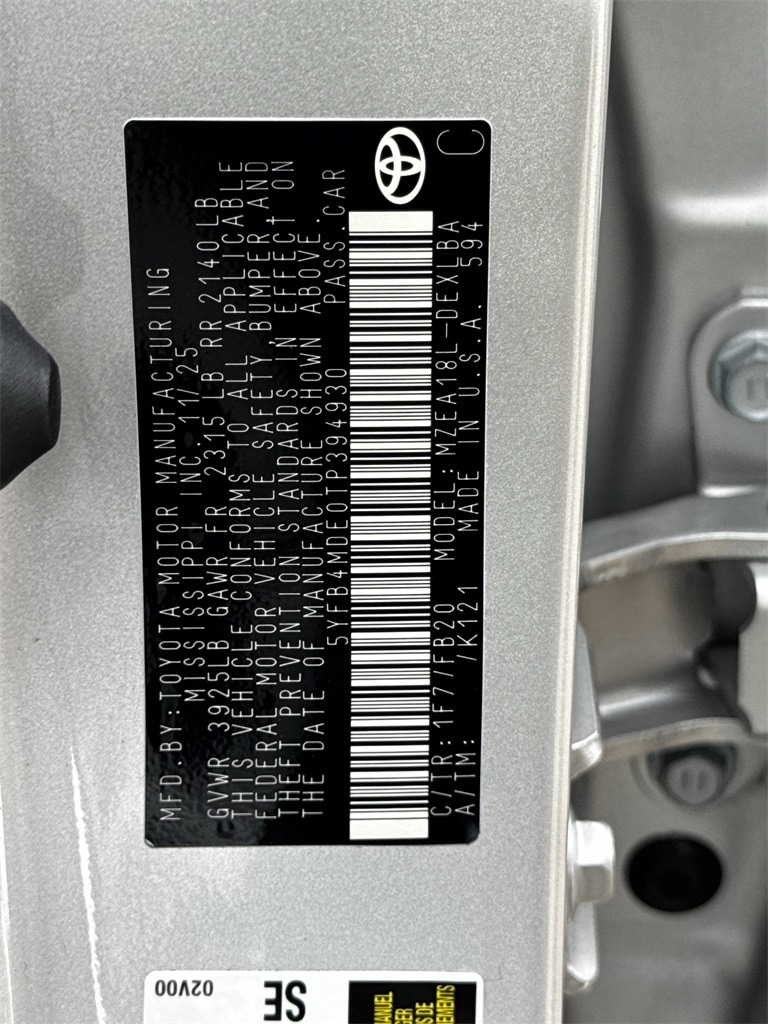 MFD.BY:TOYOTA MOTOR MANUFACTURING
MISSISSIPPI INC. 11/25
GVWR 3925LB GAWR FR 2315 LB RR 2140LB
THIS VEHICLE CONFORMS TO ALL APPLICABLE
FEDERAL MOTOR VEHICLE SAFETY, BUMPER, AND
THEFT PREVENTION STANDARDS IN EFFECT ON
THE DATE OF MANUFACTURE SHOWN ABOVE.
5YFB4MDE0TP394930 PASS. CAR
C/TR: 1F7/FB20 MODEL: MZEA18L-DEXLBA
A/TM: /K121 MADE IN U.S.A. 594
C
02V00
SE